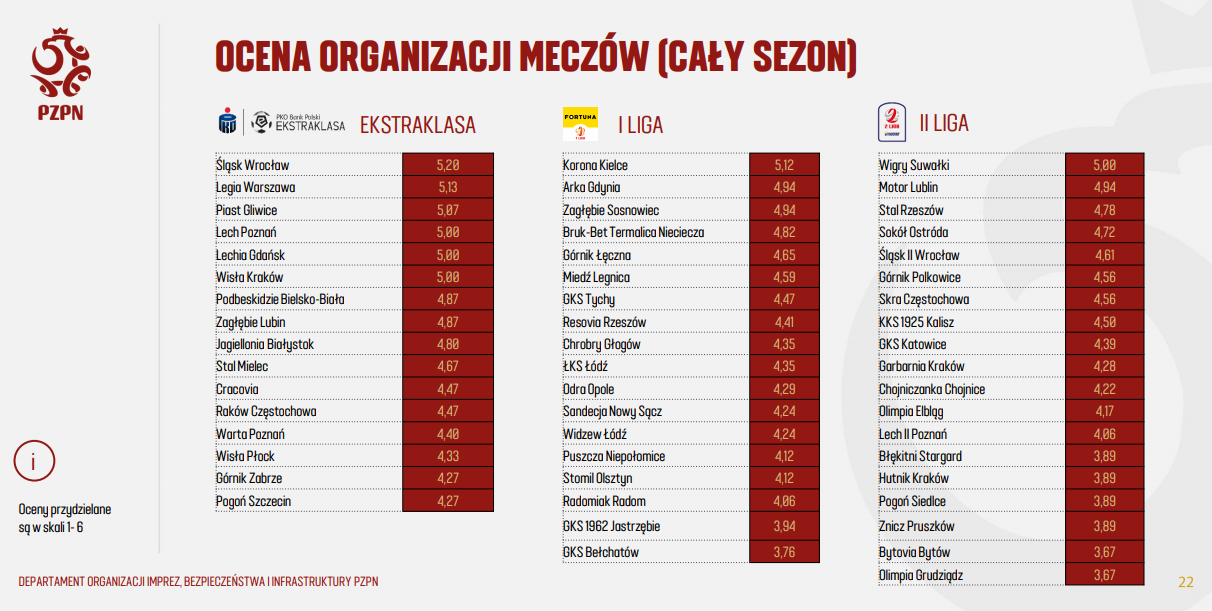 PZPN
OCENA ORGANIZACJI MECZÓW (CAŁY SEZON)
PKO Bank Polski
EKSTRAKLASA
EKSTRAKLASA
Śląsk Wrocław 5,20
Legia Warszawa 5,13
Piast Gliwice 5,07
Lech Poznań 5,00
Lechia Gdańsk 5,00
Wisła Kraków 5,00
Podbeskidzie Bielsko-Biała 4,87
Zagłębie Lubin 4,87
Jagiellonia Białystok 4,80
Stal Mielec 4,67
Cracovia 4,47
Raków Częstochowa 4,47
Warta Poznań 4,40
Wisła Płock 4,33
Górnik Zabrze 4,27
Pogoń Szczecin 4,27
FORTUNA
I LIGA
Korona Kielce 5,12
Arka Gdynia 4,94
Zagłębie Sosnowiec 4,94
Bruk-Bet Termalica Nieciecza 4,82
Górnik Łęczna 4,65
Miedź Legnica 4,59
GKS Tychy 4,47
Resovia Rzeszów 4,41
Chrobry Głogów 4,35
ŁKS Łódź 4,35
Odra Opole 4,29
Sandecja Nowy Sącz 4,24
Widzew Łódź 4,24
Puszcza Niepołomice 4,12
Stomil Olsztyn 4,12
Radomiak Radom 4,06
GKS 1962 Jastrzębie 3,94
GKS Bełchatów 3,76
2 LIGA
II LIGA
Wigry Suwałki 5,00
Motor Lublin 4,94
Stal Rzeszów 4,78
Sokół Ostróda 4,72
Śląsk II Wrocław 4,61
Górnik Polkowice 4,56
Skra Częstochowa 4,56
KKS 1925 Kalisz 4,50
GKS Katowice 4,39
Garbarnia Kraków 4,28
Chojniczanka Chojnice 4,22
Olimpia Elbląg 4,17
Lech II Poznań 4,06
Błękitni Stargard 3,89
Hutnik Kraków 3,89
Pogoń Siedlce 3,89
Znicz Pruszków 3,89
Bytovia Bytów 3,67
Olimpia Grudziądz 3,67
i
Oceny przydzielane
są w skali 1- 6
DEPARTAMENT ORGANIZACJI IMPREZ, BEZPIECZEŃSTWA I INFRASTRUKTURY PZPN
22